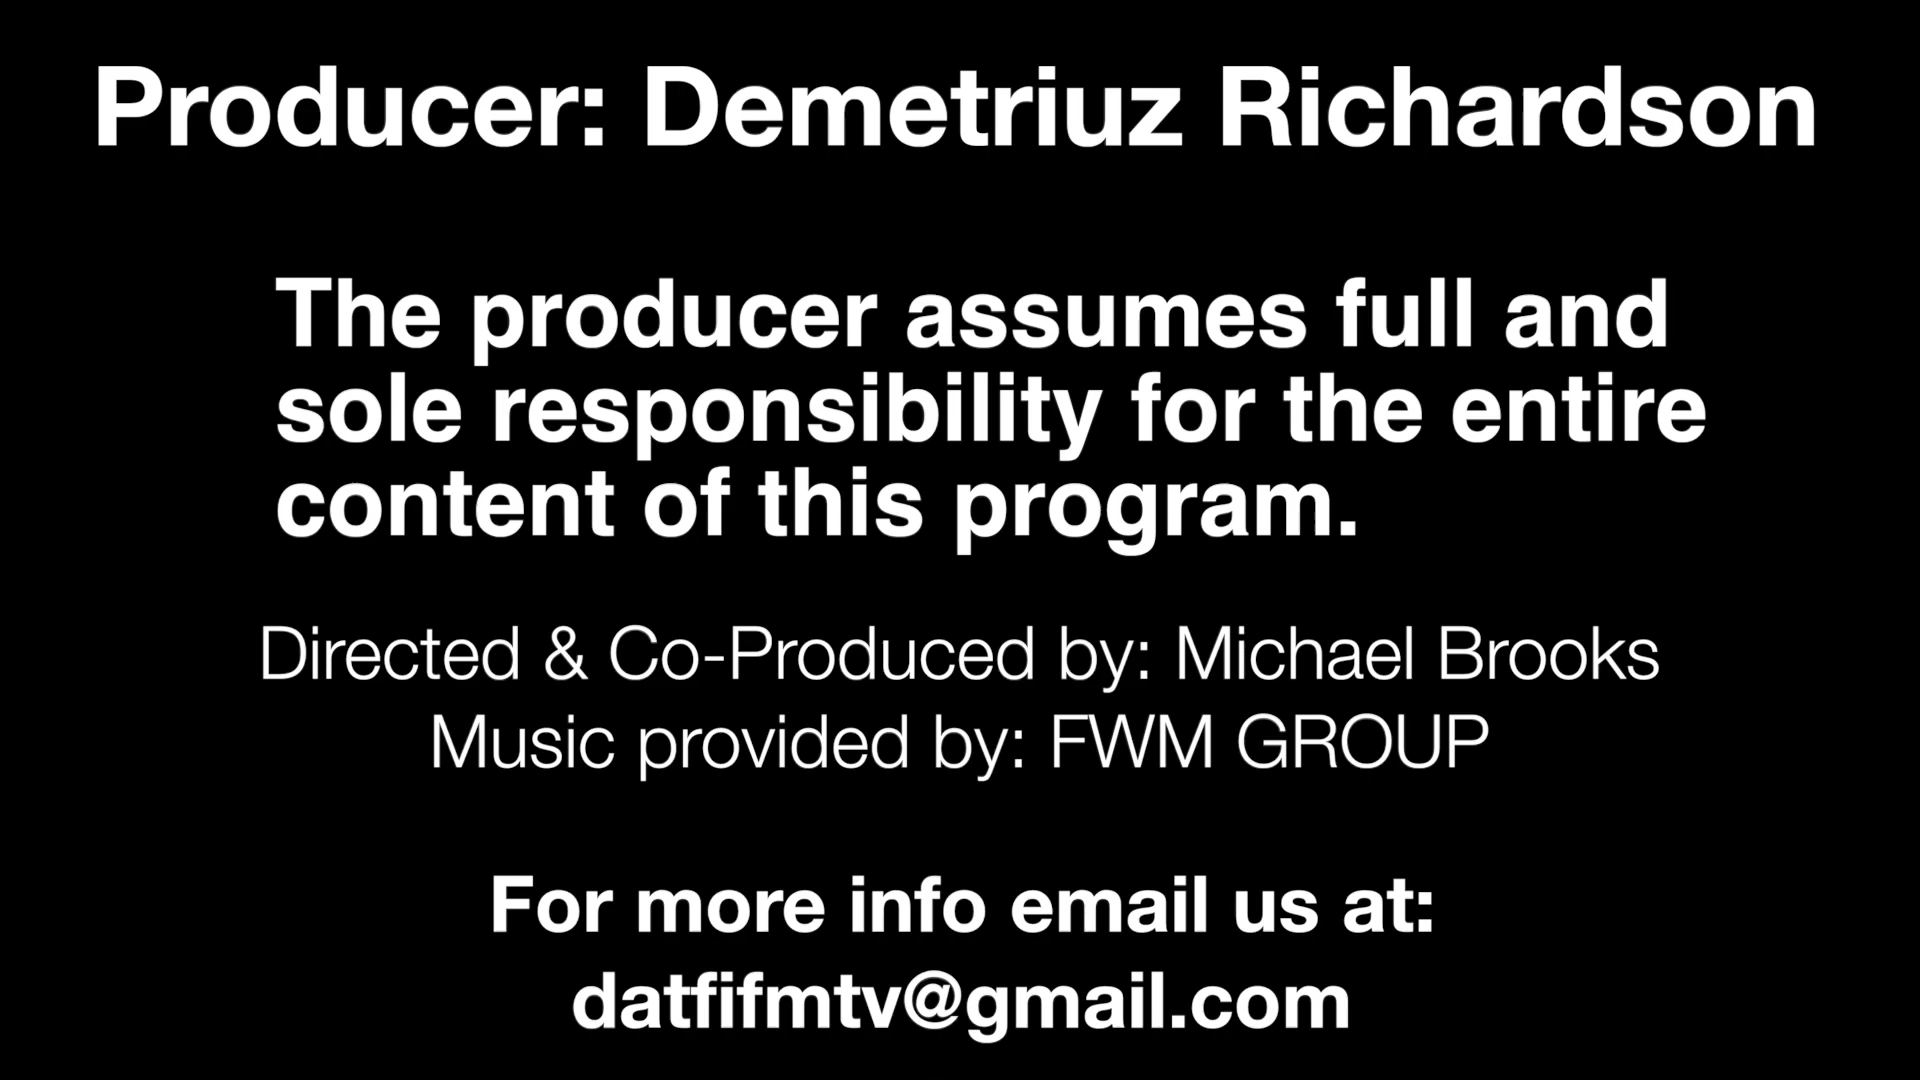 Producer: Demetriuz Richardson
The producer assumes full and
sole responsibility for the entire
content of this program.
Directed & Co-Produced by: Michael Brooks
Music provided by: FWM GROUP
For more info email us at:
datfifmtv@gmail.com